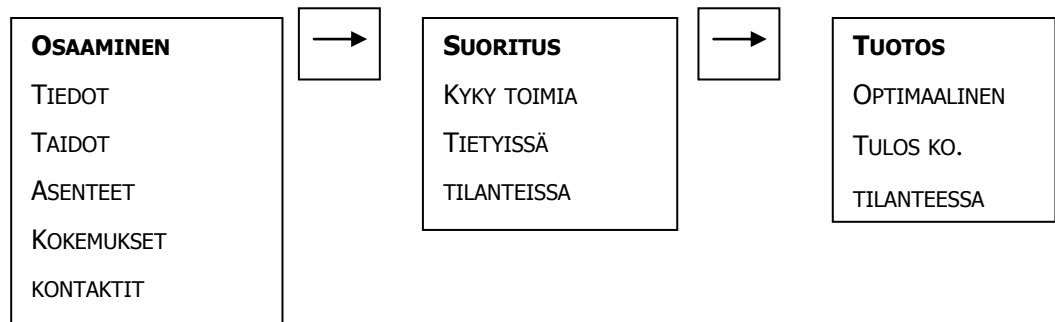 OSAAMINEN
TIEDOT
TAIDOT
ASENTEET
KOKEMUKSET
KONTAKTIT
SUORITUS
KYKY TOIMIA
TIETYISSÄ
TILANTEISSA
TUOTOS
OPTIMAALINEN
TULOS KO.
TILANTEESSA